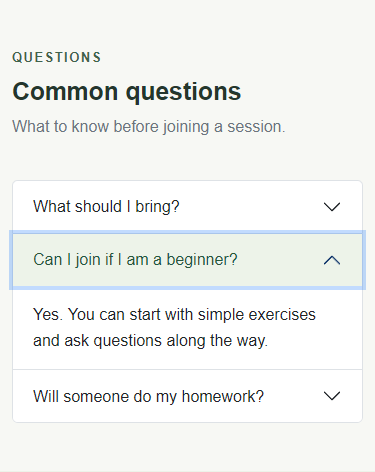 QUESTIONS
Common questions
What to know before joining a session.
What should I bring?
Can I join if I am a beginner?
Yes. You can start with simple exercises
and ask questions along the way.
Will someone do my homework?